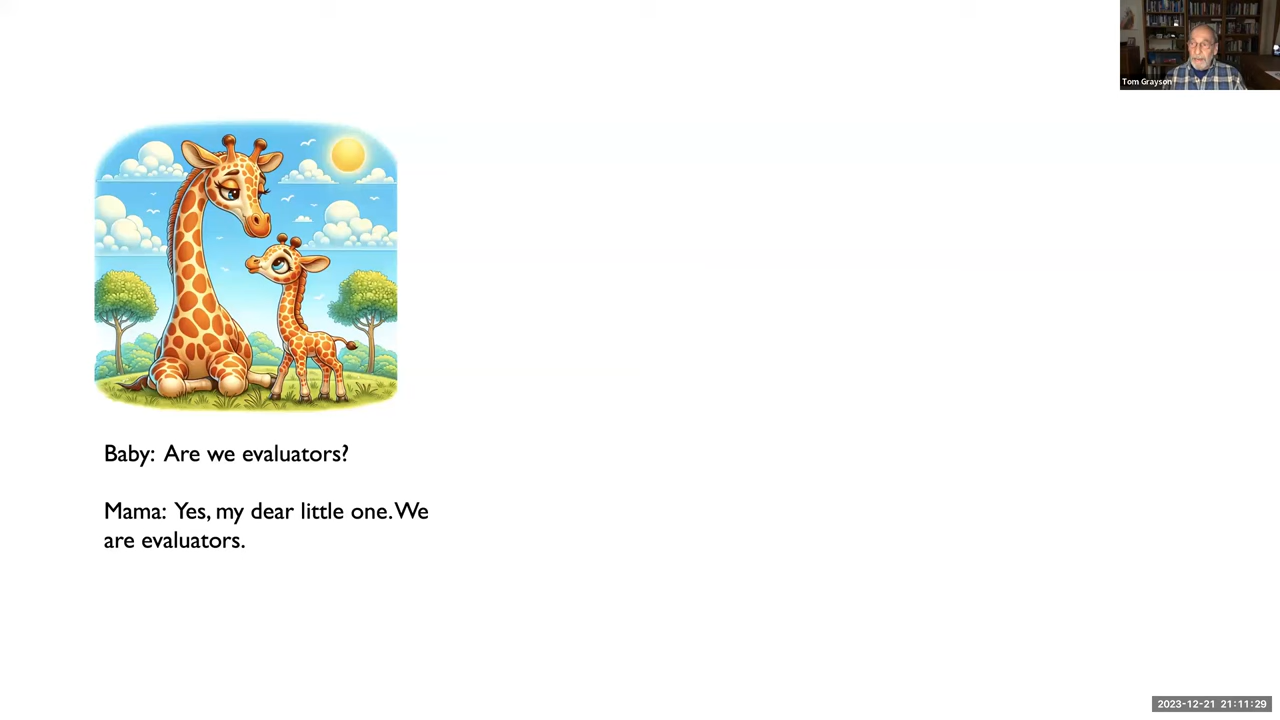 Tom Grayson
Baby: Are we evaluators?
Mama: Yes, my dear little one. We
are evaluators.
2023-12-21 21:11:29